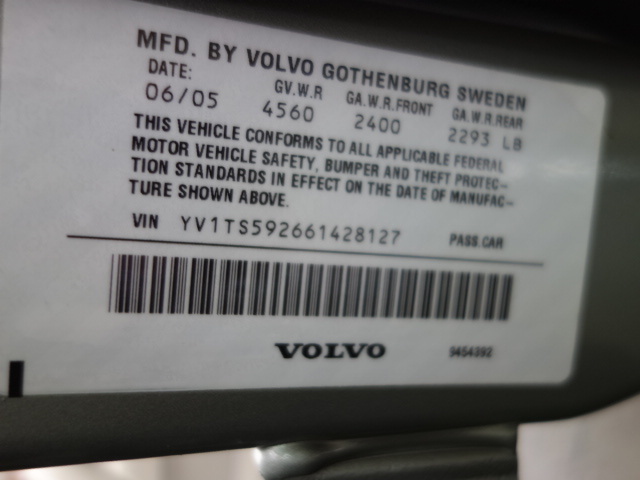 MFD. BY VOLVO GOTHENBURG SWEDEN
DATE: GV.W.R GA.W.R.FRONT GA.W.R.REAR
06/05 4560 2400 2293 LB
THIS VEHICLE CONFORMS TO ALL APPLICABLE FEDERAL
MOTOR VEHICLE SAFETY, BUMPER AND THEFT PROTEC-
TION STANDARDS IN EFFECT ON THE DATE OF MANUFAC-
TURE SHOWN ABOVE.
VIN YV1TS592661428127 PASS.CAR
VOLVO 9454392